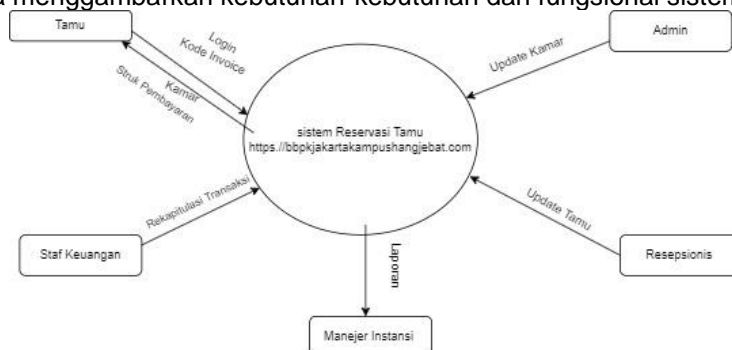 a menggambarkan kebutuhan-kebutuhan dan fungsional sistem
Tamu
Admin
Login
Kode Invoice
Update Kamar
Kamar
Struk Pembayaran
sistem Reservasi Tamu
https.//bbpkjakartakampushangjebat.com
Rekapitulasi Transaksi
Update Tamu
Staf Keuangan
Laporan
Resepsionis
Manejer Instansi